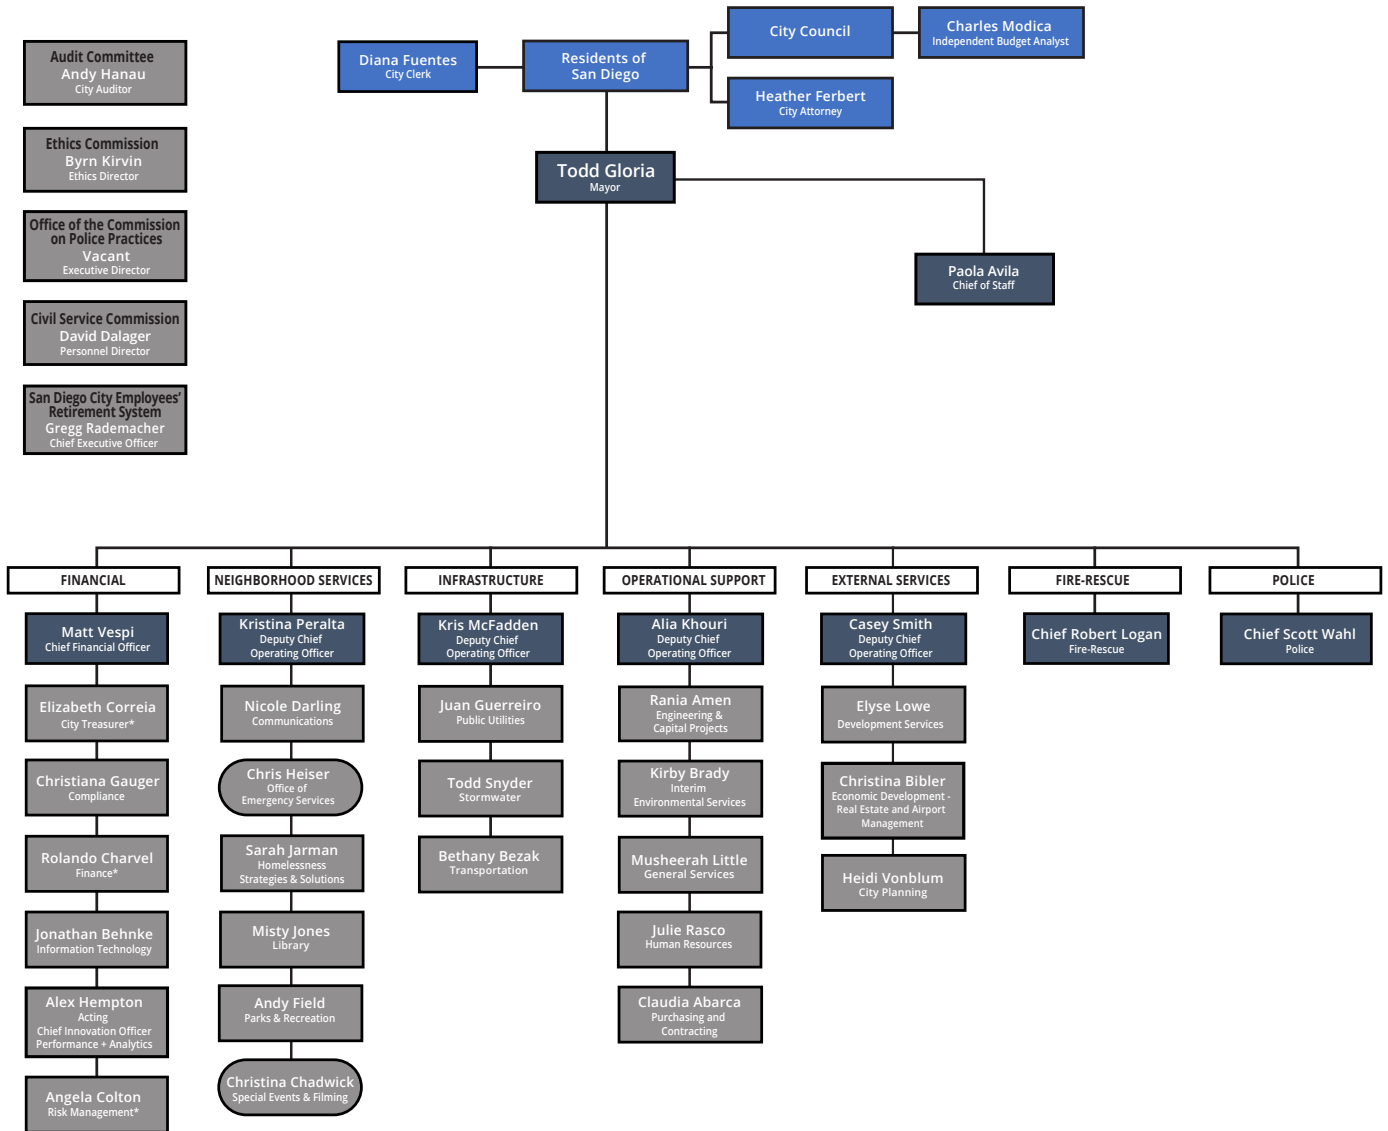 Audit Committee
Andy Hanau
City Auditor
Ethics Commission
Byrn Kirvin
Ethics Director
Office of the Commission
on Police Practices
Vacant
Executive Director
Civil Service Commission
David Dalager
Personnel Director
San Diego City Employees’
Retirement System
Gregg Rademacher
Chief Executive Officer
Diana Fuentes
City Clerk
Residents of
San Diego
City Council
Charles Modica
Independent Budget Analyst
Heather Ferbert
City Attorney
Todd Gloria
Mayor
Paola Avila
Chief of Staff
FINANCIAL
Matt Vespi
Chief Financial Officer
Elizabeth Correia
City Treasurer*
Christiana Gauger
Compliance
Rolando Charvel
Finance*
Jonathan Behnke
Information Technology
Alex Hempton
Acting
Chief Innovation Officer
Performance + Analytics
Angela Colton
Risk Management*
NEIGHBORHOOD SERVICES
Kristina Peralta
Deputy Chief
Operating Officer
Nicole Darling
Communications
Chris Heiser
Office of
Emergency Services
Sarah Jarman
Homelessness
Strategies & Solutions
Misty Jones
Library
Andy Field
Parks & Recreation
Christina Chadwick
Special Events & Filming
INFRASTRUCTURE
Kris McFadden
Deputy Chief
Operating Officer
Juan Guerreiro
Public Utilities
Todd Snyder
Stormwater
Bethany Bezak
Transportation
OPERATIONAL SUPPORT
Alia Khouri
Deputy Chief
Operating Officer
Rania Amen
Engineering &
Capital Projects
Kirby Brady
Interim
Environmental Services
Musheerah Little
General Services
Julie Rasco
Human Resources
Claudia Abarca
Purchasing and
Contracting
EXTERNAL SERVICES
Casey Smith
Deputy Chief
Operating Officer
Elyse Lowe
Development Services
Christina Bibler
Economic Development -
Real Estate and Airport
Management
Heidi Vonblum
City Planning
FIRE-RESCUE
Chief Robert Logan
Fire-Rescue
POLICE
Chief Scott Wahl
Police